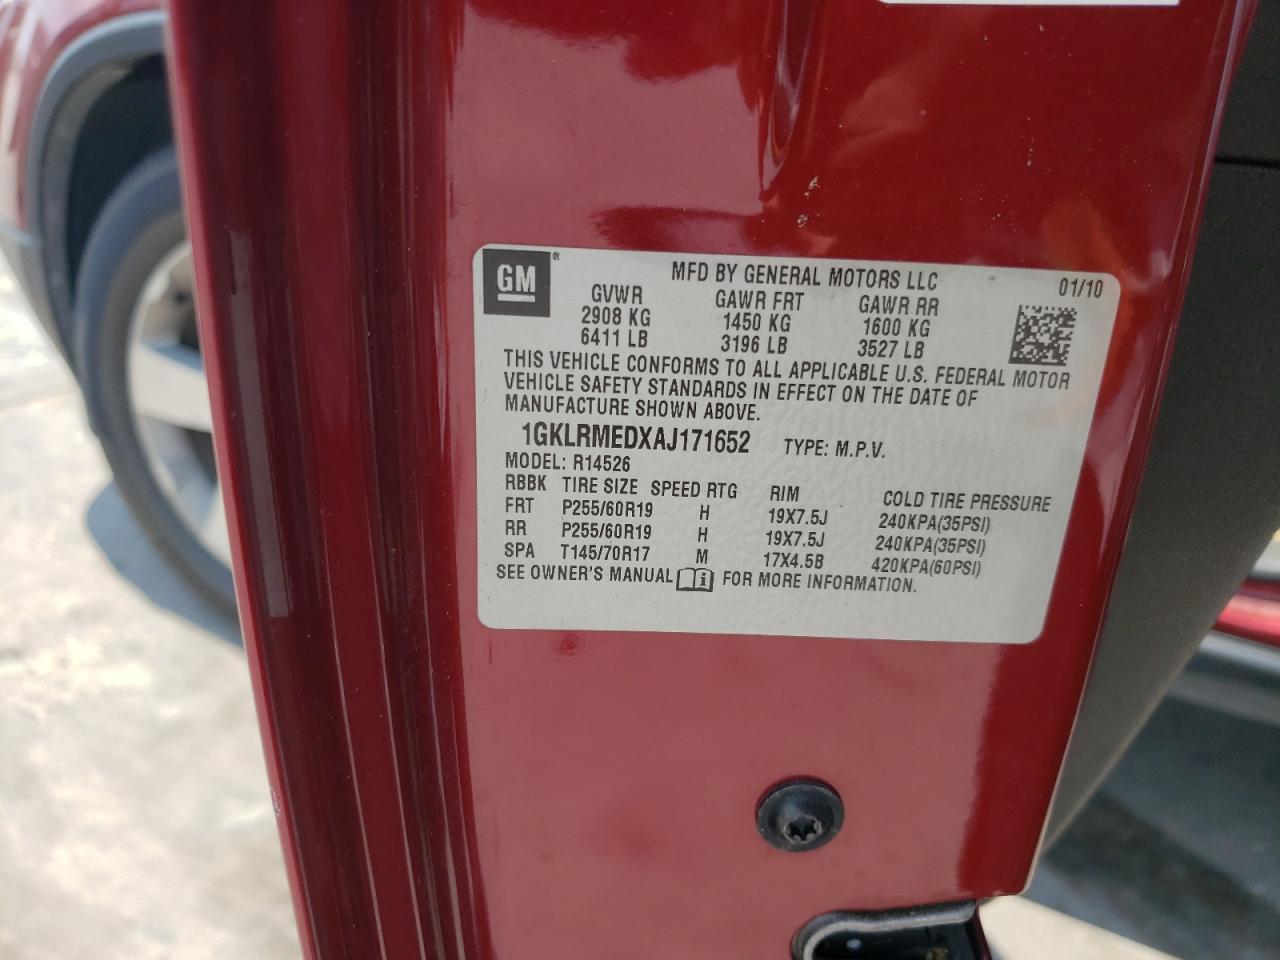 GM®
MFD BY GENERAL MOTORS LLC 01/10
GVWR GAWR FRT GAWR RR
2908 KG 1450 KG 1600 KG
6411 LB 3196 LB 3527 LB
THIS VEHICLE CONFORMS TO ALL APPLICABLE U.S. FEDERAL MOTOR
VEHICLE SAFETY STANDARDS IN EFFECT ON THE DATE OF
MANUFACTURE SHOWN ABOVE.
1GKLRMEDXAJ171652 TYPE: M.P.V.
MODEL: R14526
RBBK TIRE SIZE SPEED RTG RIM COLD TIRE PRESSURE
FRT P255/60R19 H 19X7.5J 240KPA(35PSI)
RR P255/60R19 H 19X7.5J 240KPA(35PSI)
SPA T145/70R17 M 17X4.5B 420KPA(60PSI)
SEE OWNER'S MANUAL i FOR MORE INFORMATION.